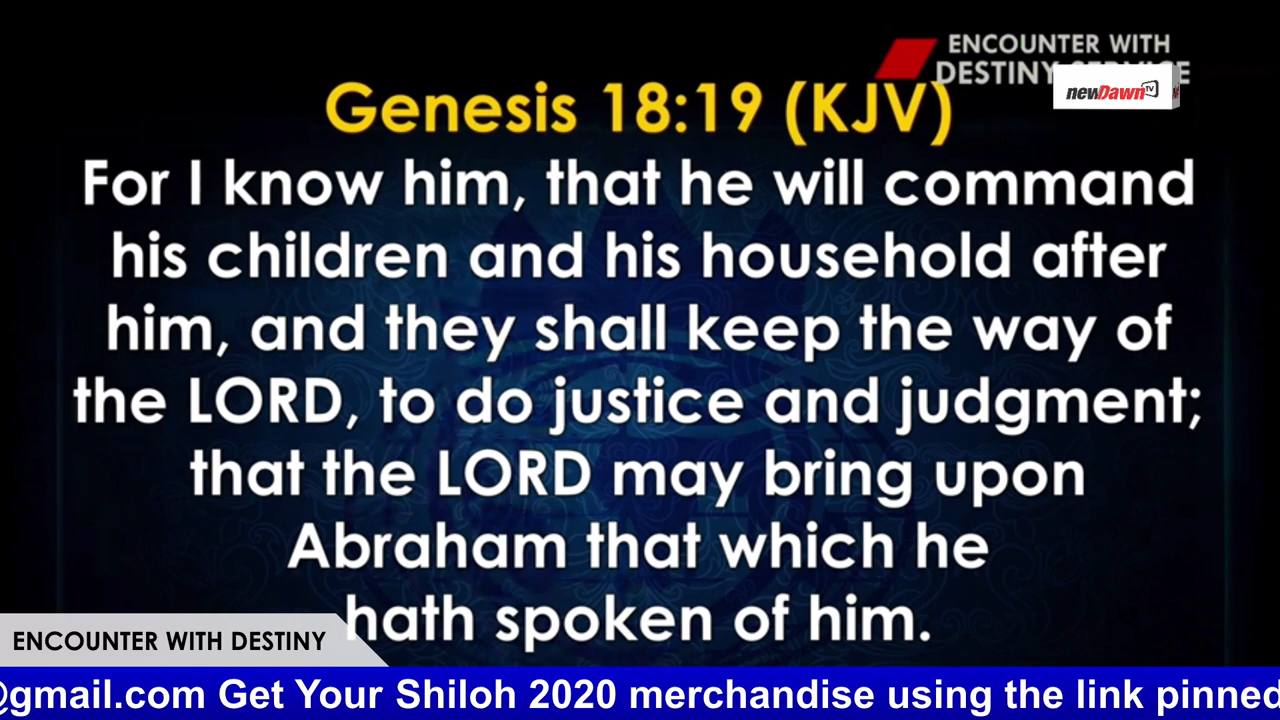 ENCOUNTER WITH
DESTINY SERVICE
newDawn TV
Genesis 18:19 (KJV)
For I know him, that he will command
his children and his household after
him, and they shall keep the way of
the LORD, to do justice and judgment;
that the LORD may bring upon
Abraham that which he
hath spoken of him.
ENCOUNTER WITH DESTINY
@gmail.com Get Your Shiloh 2020 merchandise using the link pinned